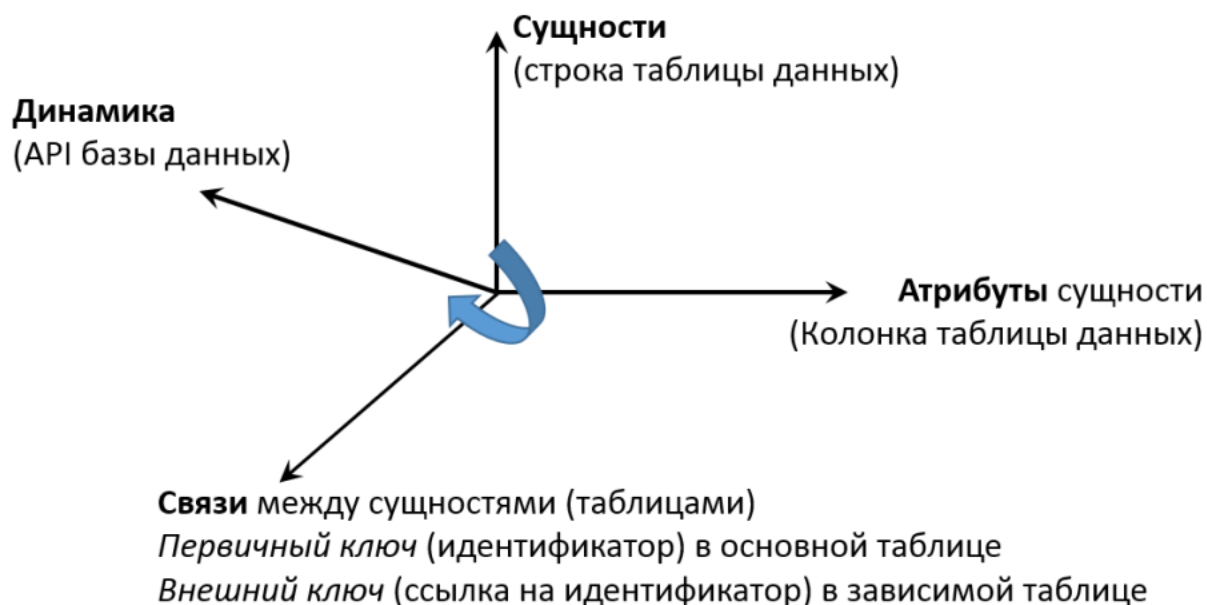 Сущности
(строка таблицы данных)
Динамика
(API базы данных)
Атрибуты сущности
(Колонка таблицы данных)
Связи между сущностями (таблицами)
Первичный ключ (идентификатор) в основной таблице
Внешний ключ (ссылка на идентификатор) в зависимой таблице